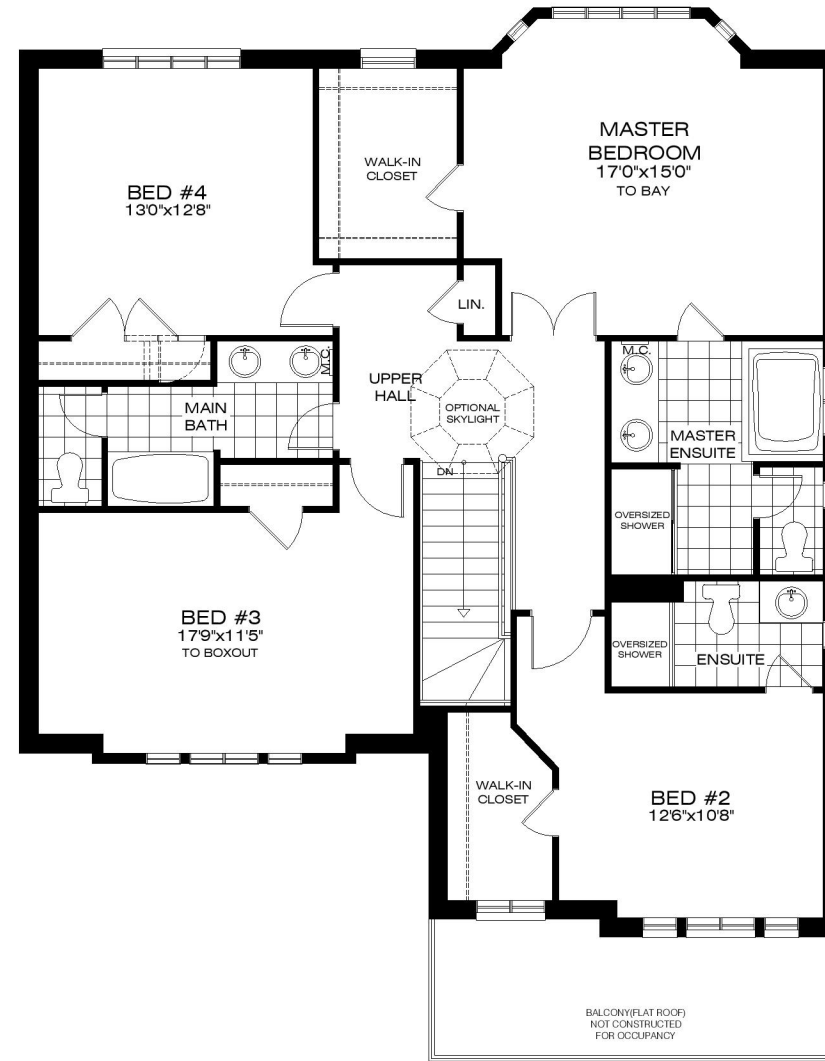 MASTER
BEDROOM
17'0"x15'0"
TO BAY
WALK-IN
CLOSET
BED #4
13'0"x12'8"
LIN.
M.C.
M.C.
UPPER
HALL
OPTIONAL
SKYLIGHT
MAIN
BATH
MASTER
ENSUITE
DN
OVERSIZED
SHOWER
BED #3
17'9"x11'5"
TO BOXOUT
OVERSIZED
SHOWER
ENSUITE
WALK-IN
CLOSET
BED #2
12'6"x10'8"
BALCONY(FLAT ROOF)
NOT CONSTRUCTED
FOR OCCUPANCY